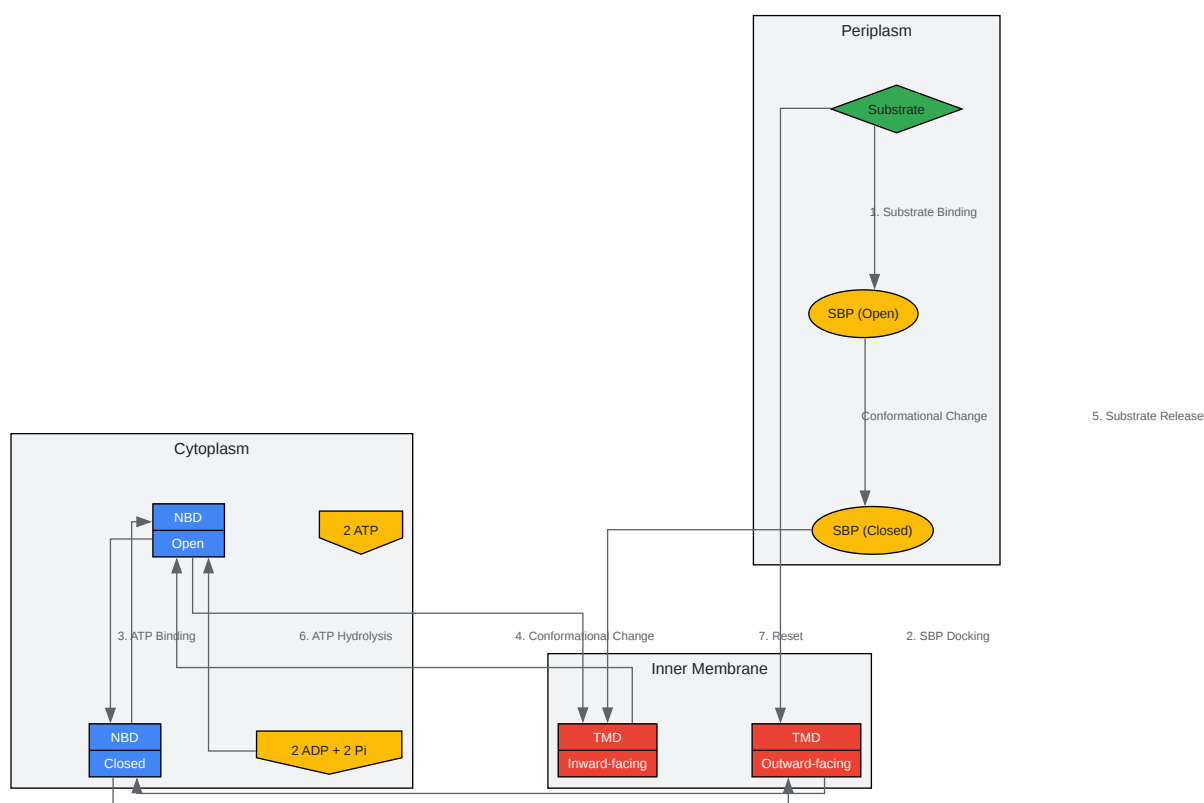 Periplasm
Substrate
1. Substrate Binding
SBP (Open)
Conformational Change
5. Substrate Release
Cytoplasm
NBD
Open
2 ATP
SBP (Closed)
3. ATP Binding
6. ATP Hydrolysis
4. Conformational Change
7. Reset
2. SBP Docking
Inner Membrane
NBD
Closed
2 ADP + 2 Pi
TMD
Inward-facing
TMD
Outward-facing